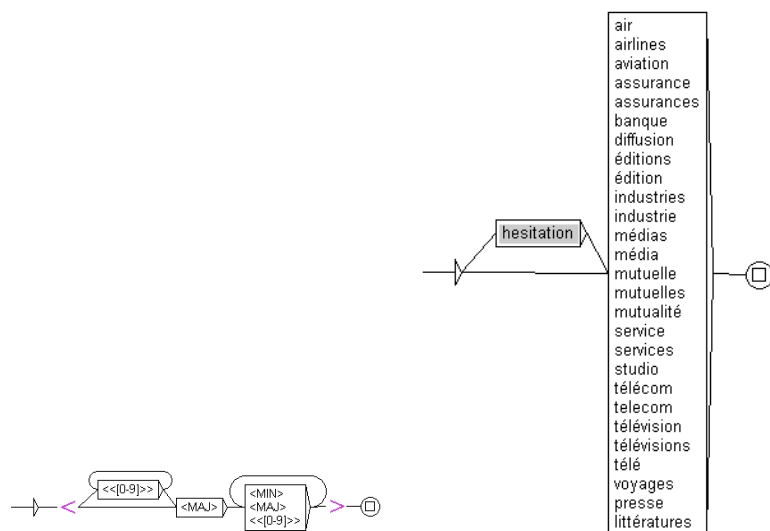 air
airlines
aviation
assurance
assurances
banque
diffusion
éditions
édition
industries
industrie
médias
média
mutuelle
mutuelles
mutualité
service
services
studio
télécom
telecom
télévision
télévisions
télé
voyages
presse
littératures
hesitation
< <<[0-9]>> <MAJ> <MIN> >
<MAJ>
<<[0-9]>>